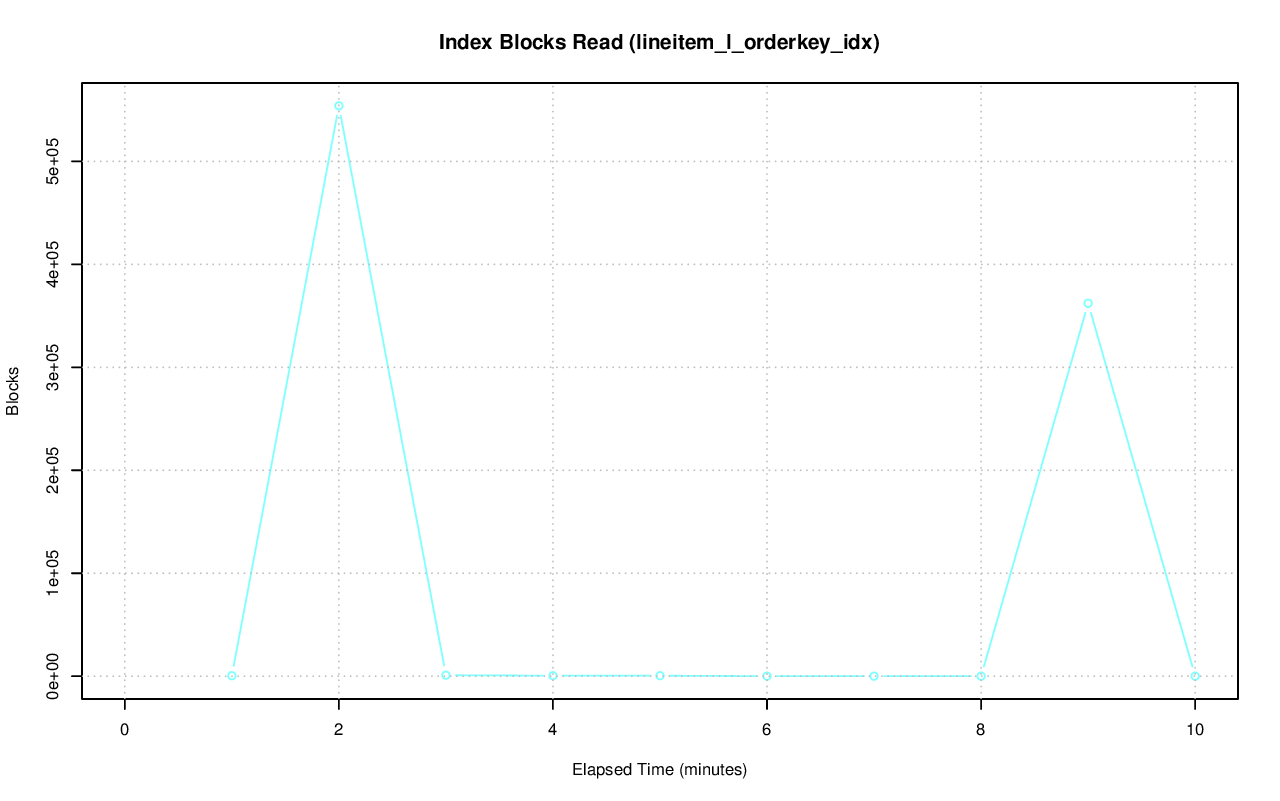 Index Blocks Read (lineitem_l_orderkey_idx)
Blocks
5e+05
4e+05
3e+05
2e+05
1e+05
0e+00
0 2 4 6 8 10
Elapsed Time (minutes)